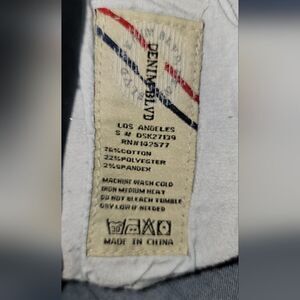 DENIM BLVD
LOS ANGELES
S # DSK27139
RN#142577
76%COTTON
22%POLYESTER
2%SPANDEX
MACHINE WASH COLD
IRON MEDIUM HEAT
DO NOT BLEACH TUMBLE
DRY LOW IF NEEDED
MADE IN CHINA